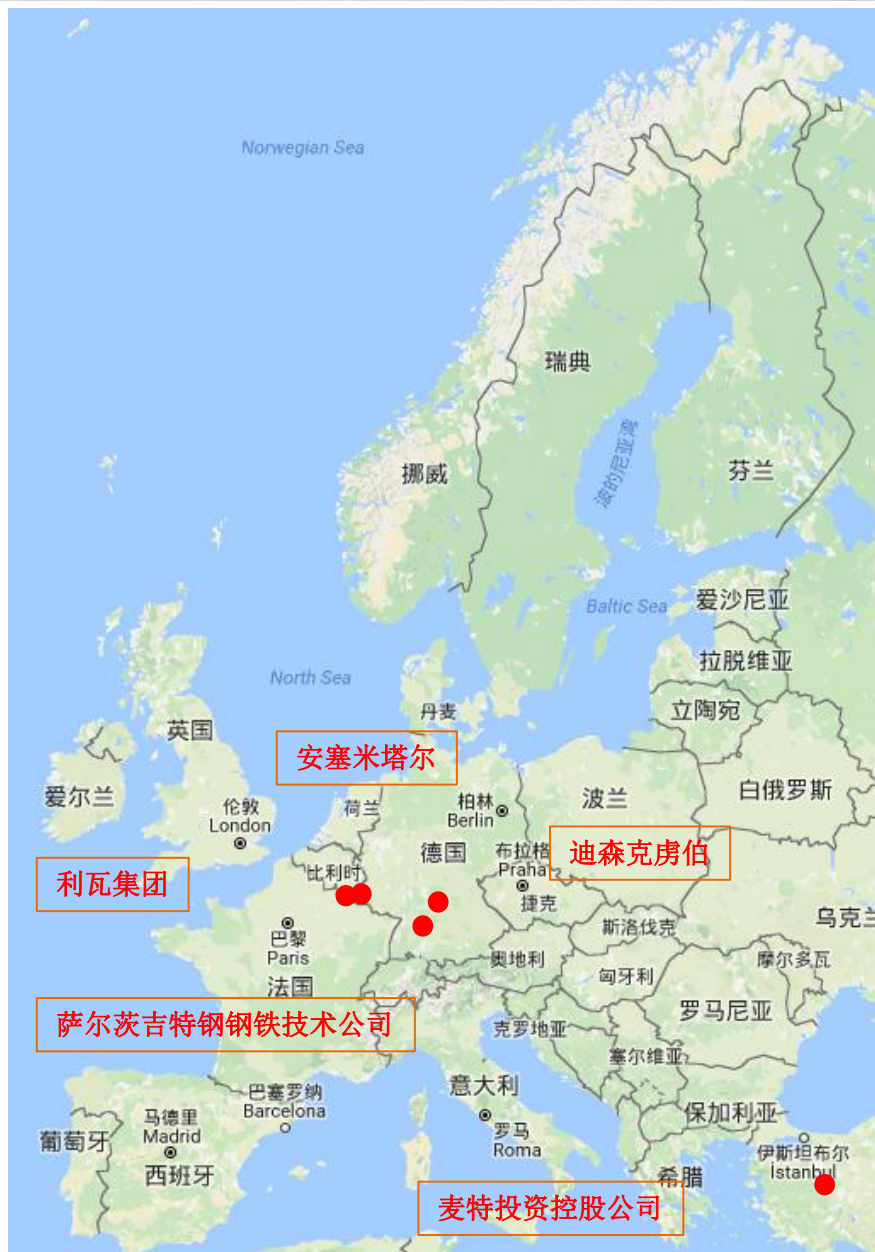 Norwegian Sea
瑞典
波的尼亚湾
挪威
芬兰
Baltic Sea
爱沙尼亚
拉脱维亚
North Sea
丹麦
立陶宛
英国
安塞米塔尔
爱尔兰
伦敦
London
荷兰
柏林
Berlin
波兰
白俄罗斯
德国
布拉格
Praha
迪森克虏伯
利瓦集团
比利时
捷克
巴黎
Paris
斯洛伐克
乌克兰
奥地利
匈牙利
摩尔多瓦
法国
罗马尼亚
萨尔茨吉特钢钢铁技术公司
克罗地亚
塞尔维亚
巴塞罗纳
Barcelona
意大利
马德里
Madrid
保加利亚
葡萄牙
西班牙
罗马
Roma
伊斯坦布尔
İstanbul
希腊
麦特投资控股公司